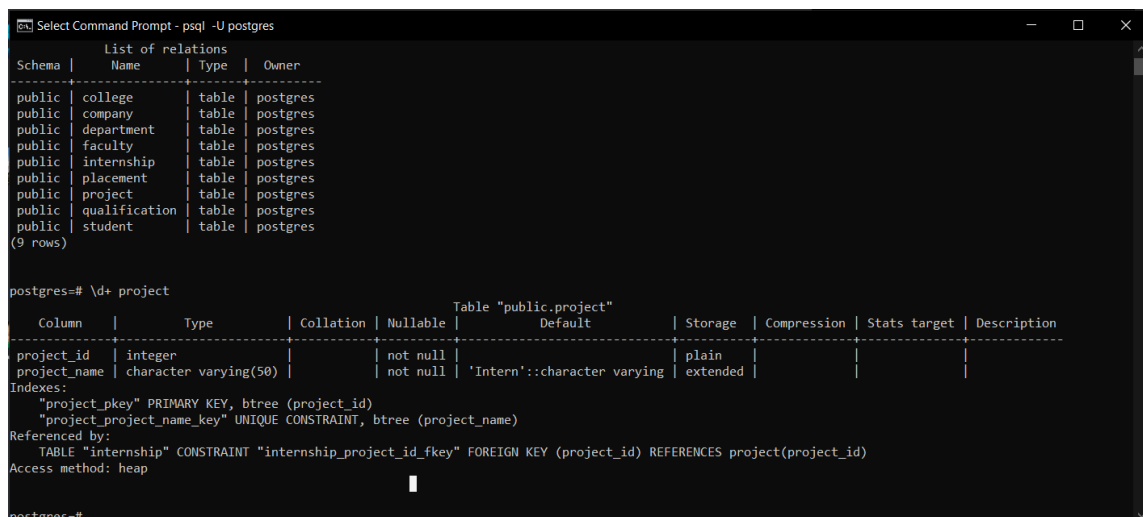 Select Command Prompt - psql -U postgres
List of relations
Schema | Name | Type | Owner
--------+---------------+-------+----------
public | college | table | postgres
public | company | table | postgres
public | department | table | postgres
public | faculty | table | postgres
public | internship | table | postgres
public | placement | table | postgres
public | project | table | postgres
public | qualification | table | postgres
public | student | table | postgres
(9 rows)
postgres=# \d+ project
Table "public.project"
Column | Type | Collation | Nullable | Default | Storage | Compression | Stats target | Description
--------------+-----------------------+-----------+----------+-----------------------------+----------+-------------+--------------+-------------
project_id | integer | | not null | | plain | | |
project_name | character varying(50) | | not null | 'Intern'::character varying | extended | | |
Indexes:
"project_pkey" PRIMARY KEY, btree (project_id)
"project_project_name_key" UNIQUE CONSTRAINT, btree (project_name)
Referenced by:
TABLE "internship" CONSTRAINT "internship_project_id_fkey" FOREIGN KEY (project_id) REFERENCES project(project_id)
Access method: heap
postgres=#